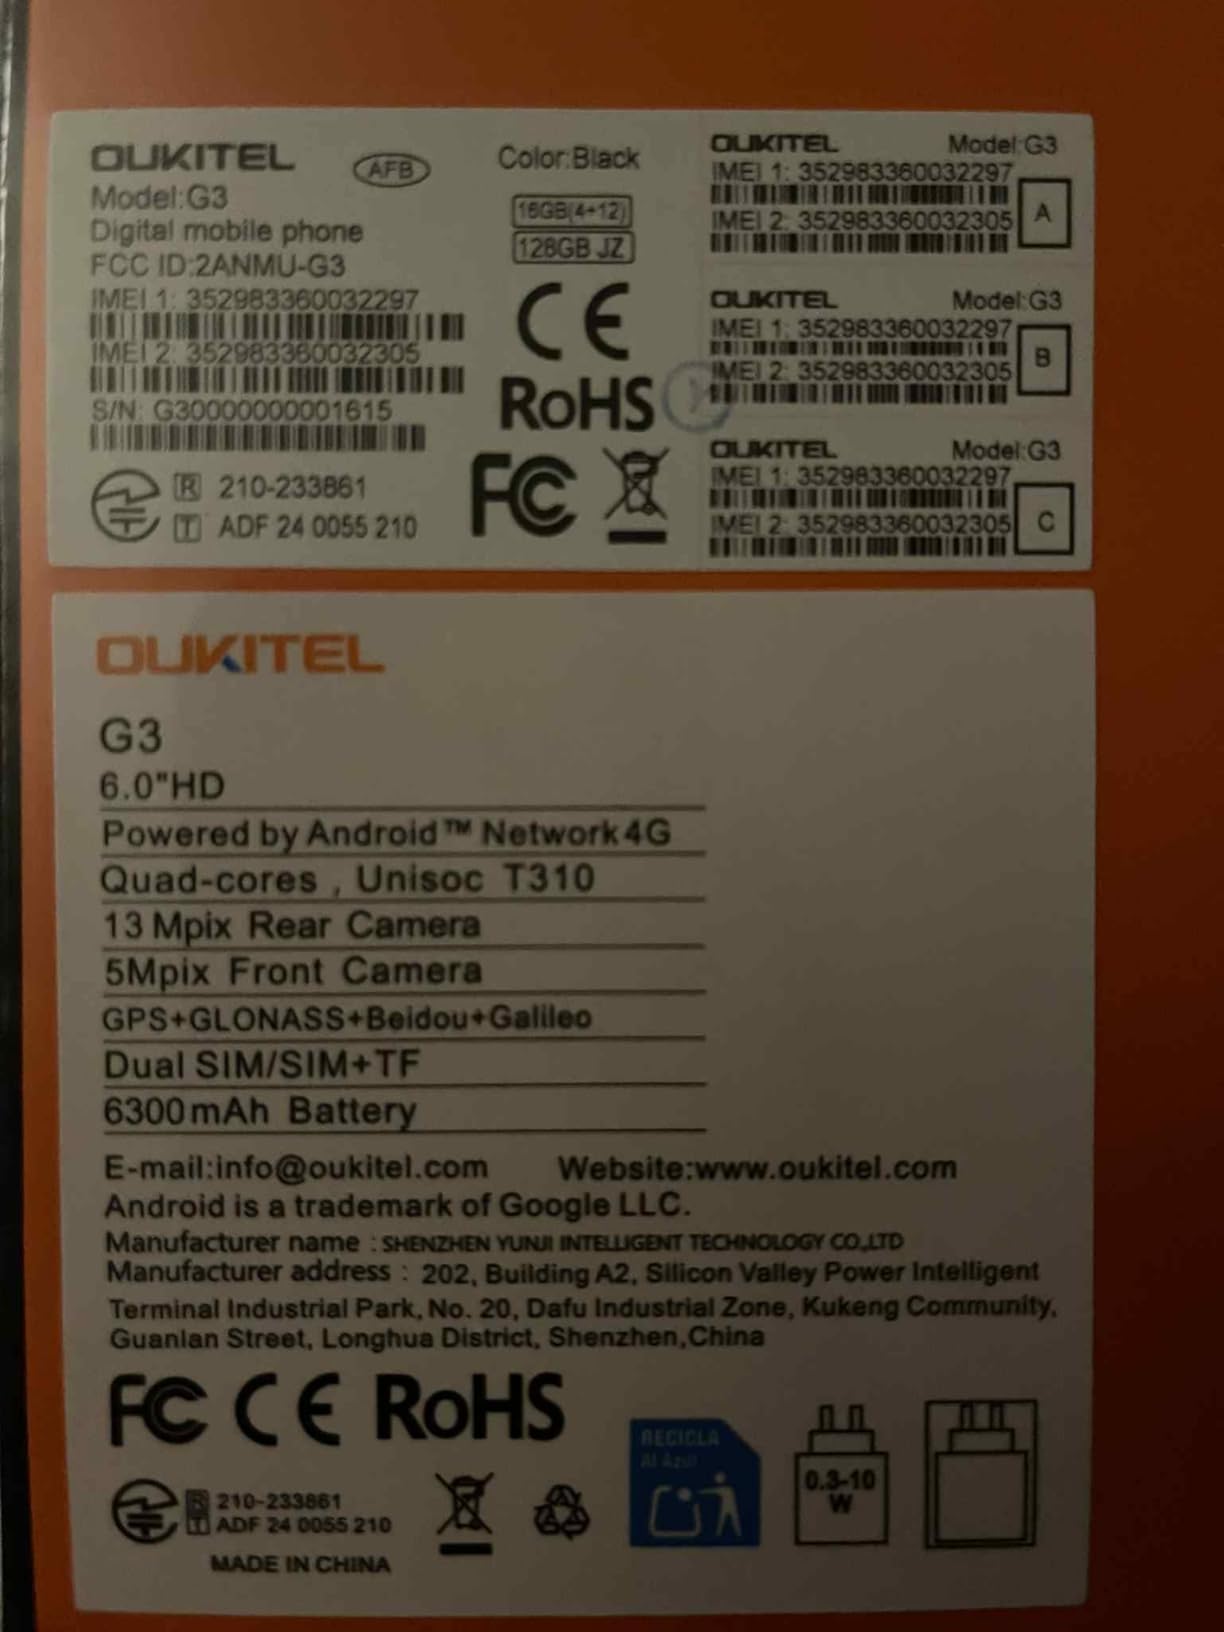 OUKITEL
AFB
Model:G3
Digital mobile phone
FCC ID:2ANMU-G3
IMEI 1: 352983360032297
IMEI 2: 352983360032305
S/N: G30000000001615
R 210-233861
T ADF 24 0055 210
Color:Black
16GB(4+12)
128GB JZ
CE
RoHS
FC
OUKITEL Model:G3
IMEI 1: 352983360032297
IMEI 2: 352983360032305
A
OUKITEL Model:G3
IMEI 1: 352983360032297
IMEI 2: 352983360032305
B
OUKITEL Model:G3
IMEI 1: 352983360032297
IMEI 2: 352983360032305
C
OUKITEL
G3
6.0"HD
Powered by Android™ Network 4G
Quad-cores , Unisoc T310
13 Mpix Rear Camera
5Mpix Front Camera
GPS+GLONASS+Beidou+Galileo
Dual SIM/SIM+TF
6300mAh Battery
E-mail:info@oukitel.com Website:www.oukitel.com
Android is a trademark of Google LLC.
Manufacturer name : SHENZHEN YUNJI INTELLIGENT TECHNOLOGY CO.,LTD
Manufacturer address : 202, Building A2, Silicon Valley Power Intelligent
Terminal Industrial Park, No. 20, Dafu Industrial Zone, Kukeng Community,
Guanlan Street, Longhua District, Shenzhen,China
FC CE RoHS
R 210-233861
T ADF 24 0055 210
MADE IN CHINA
RECICLA
Al Azul
0.3-10
W